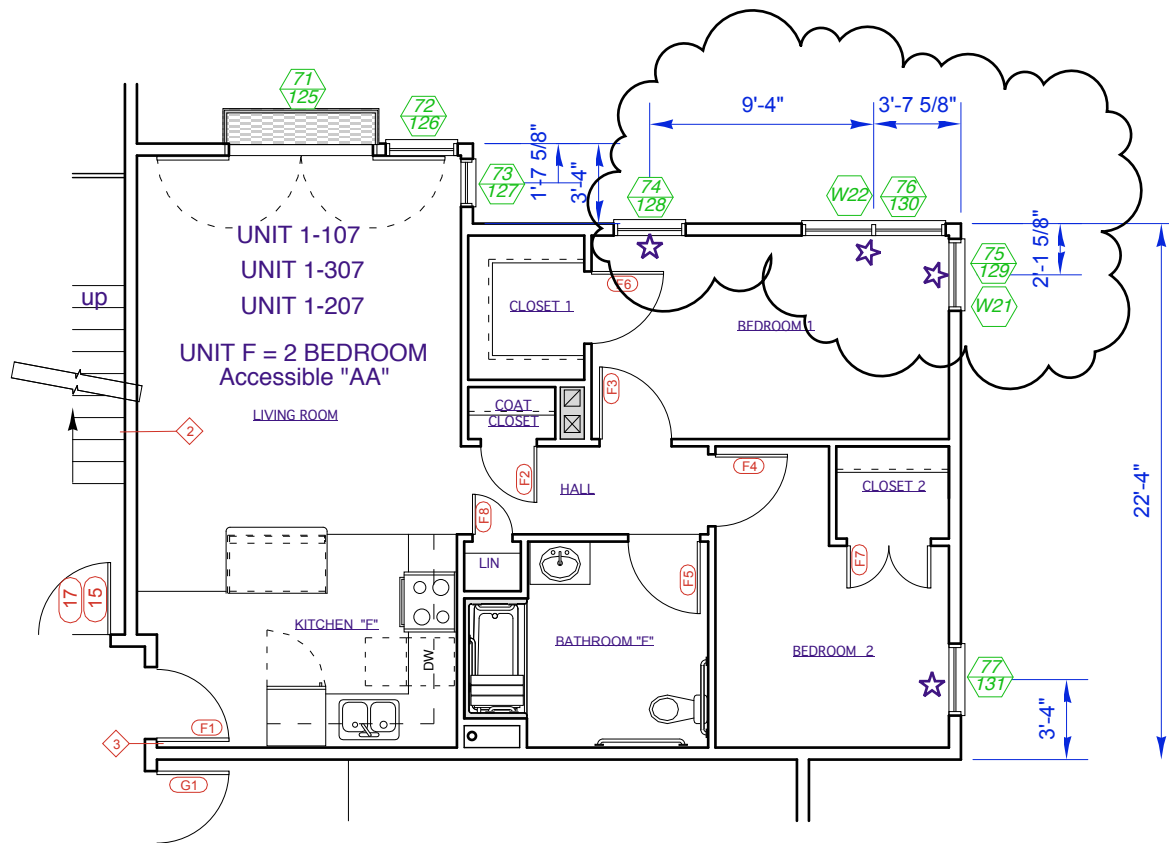 71
125
72
126
9'-4"
3'-7 5/8"
1'-7 5/8"
3'-4"
73
127
74
128
W22
76
130
2'-1 5/8"
75
129
W21
UNIT 1-107
UNIT 1-307
UNIT 1-207
up
UNIT F = 2 BEDROOM
Accessible "AA"
LIVING ROOM
CLOSET 1
F6
BEDROOM 1
F3
COAT
CLOSET
2
F2
F4
HALL
CLOSET 2
22'-4"
F8
LIN
F7
F5
17
15
KITCHEN "F"
BATHROOM "F"
BEDROOM 2
DW
77
131
3'-4"
F1
3
G1